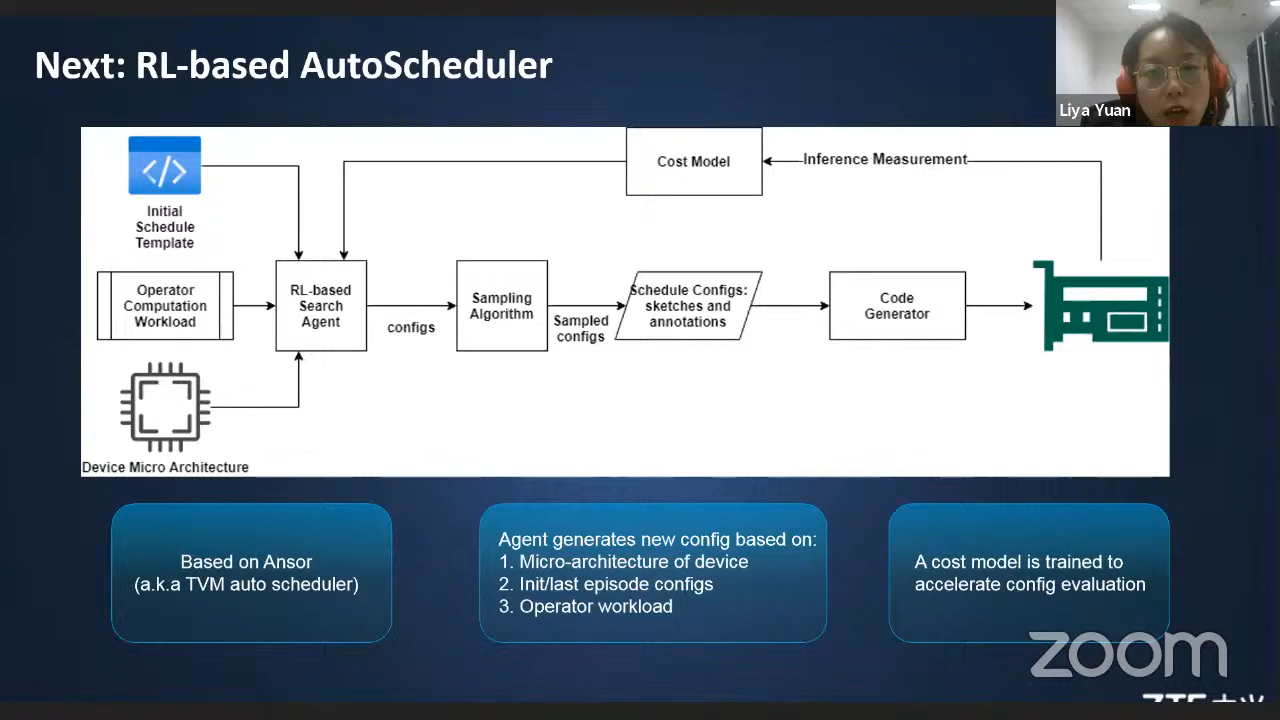 Next: RL-based AutoScheduler
Liya Yuan
Initial
Schedule
Template
Cost Model
Inference Measurement
Operator
Computation
Workload
RL-based
Search
Agent
configs
Sampling
Algorithm
Sampled
configs
Schedule Configs:
sketches and
annotations
Code
Generator
Device Micro Architecture
Based on Ansor
(a.k.a TVM auto scheduler)
Agent generates new config based on:
1. Micro-architecture of device
2. Init/last episode configs
3. Operator workload
A cost model is trained to
accelerate config evaluation
zoom